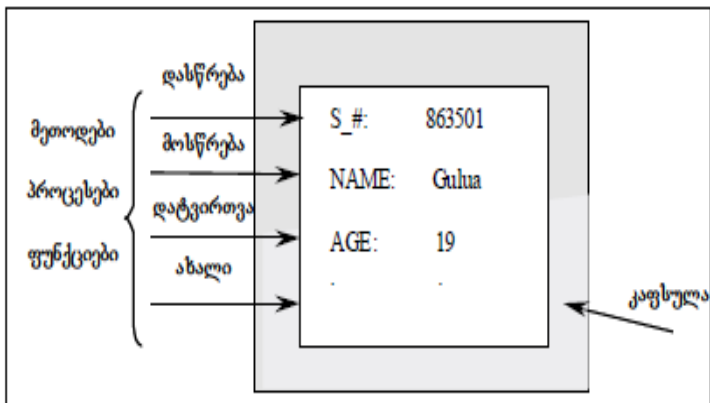 დასწრება
მეთოდები
მოსწრება
პროცესები
დატვირთვა
ფუნქციები
ახალი
S_#: 863501
NAME: Gulua
AGE: 19
. .
კაფსულა